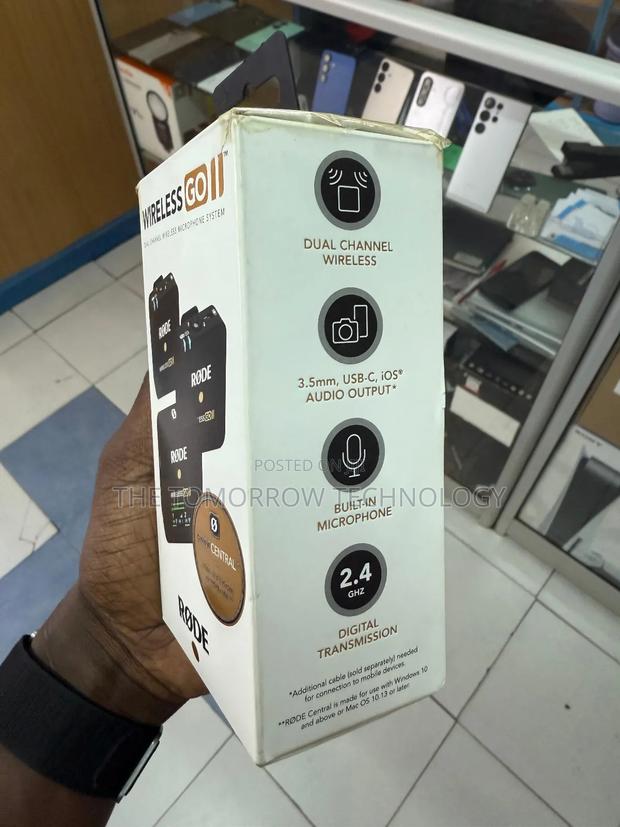 WIRELESS GO II™
DUAL CHANNEL WIRELESS MICROPHONE SYSTEM
RØDE
RØDE
RØDE
CENTRAL
RØDE
DUAL CHANNEL
WIRELESS
3.5mm, USB-C, iOS®
AUDIO OUTPUT*
BUILT-IN
MICROPHONE
2.4
GHZ
DIGITAL
TRANSMISSION
*Additional cable (sold separately) needed
for connection to mobile devices.
**RØDE Central is made for use with Windows 10
and above or Mac OS 10.13 or later.
POSTED ON
THE TOMORROW TECHNOLOGY
SONY